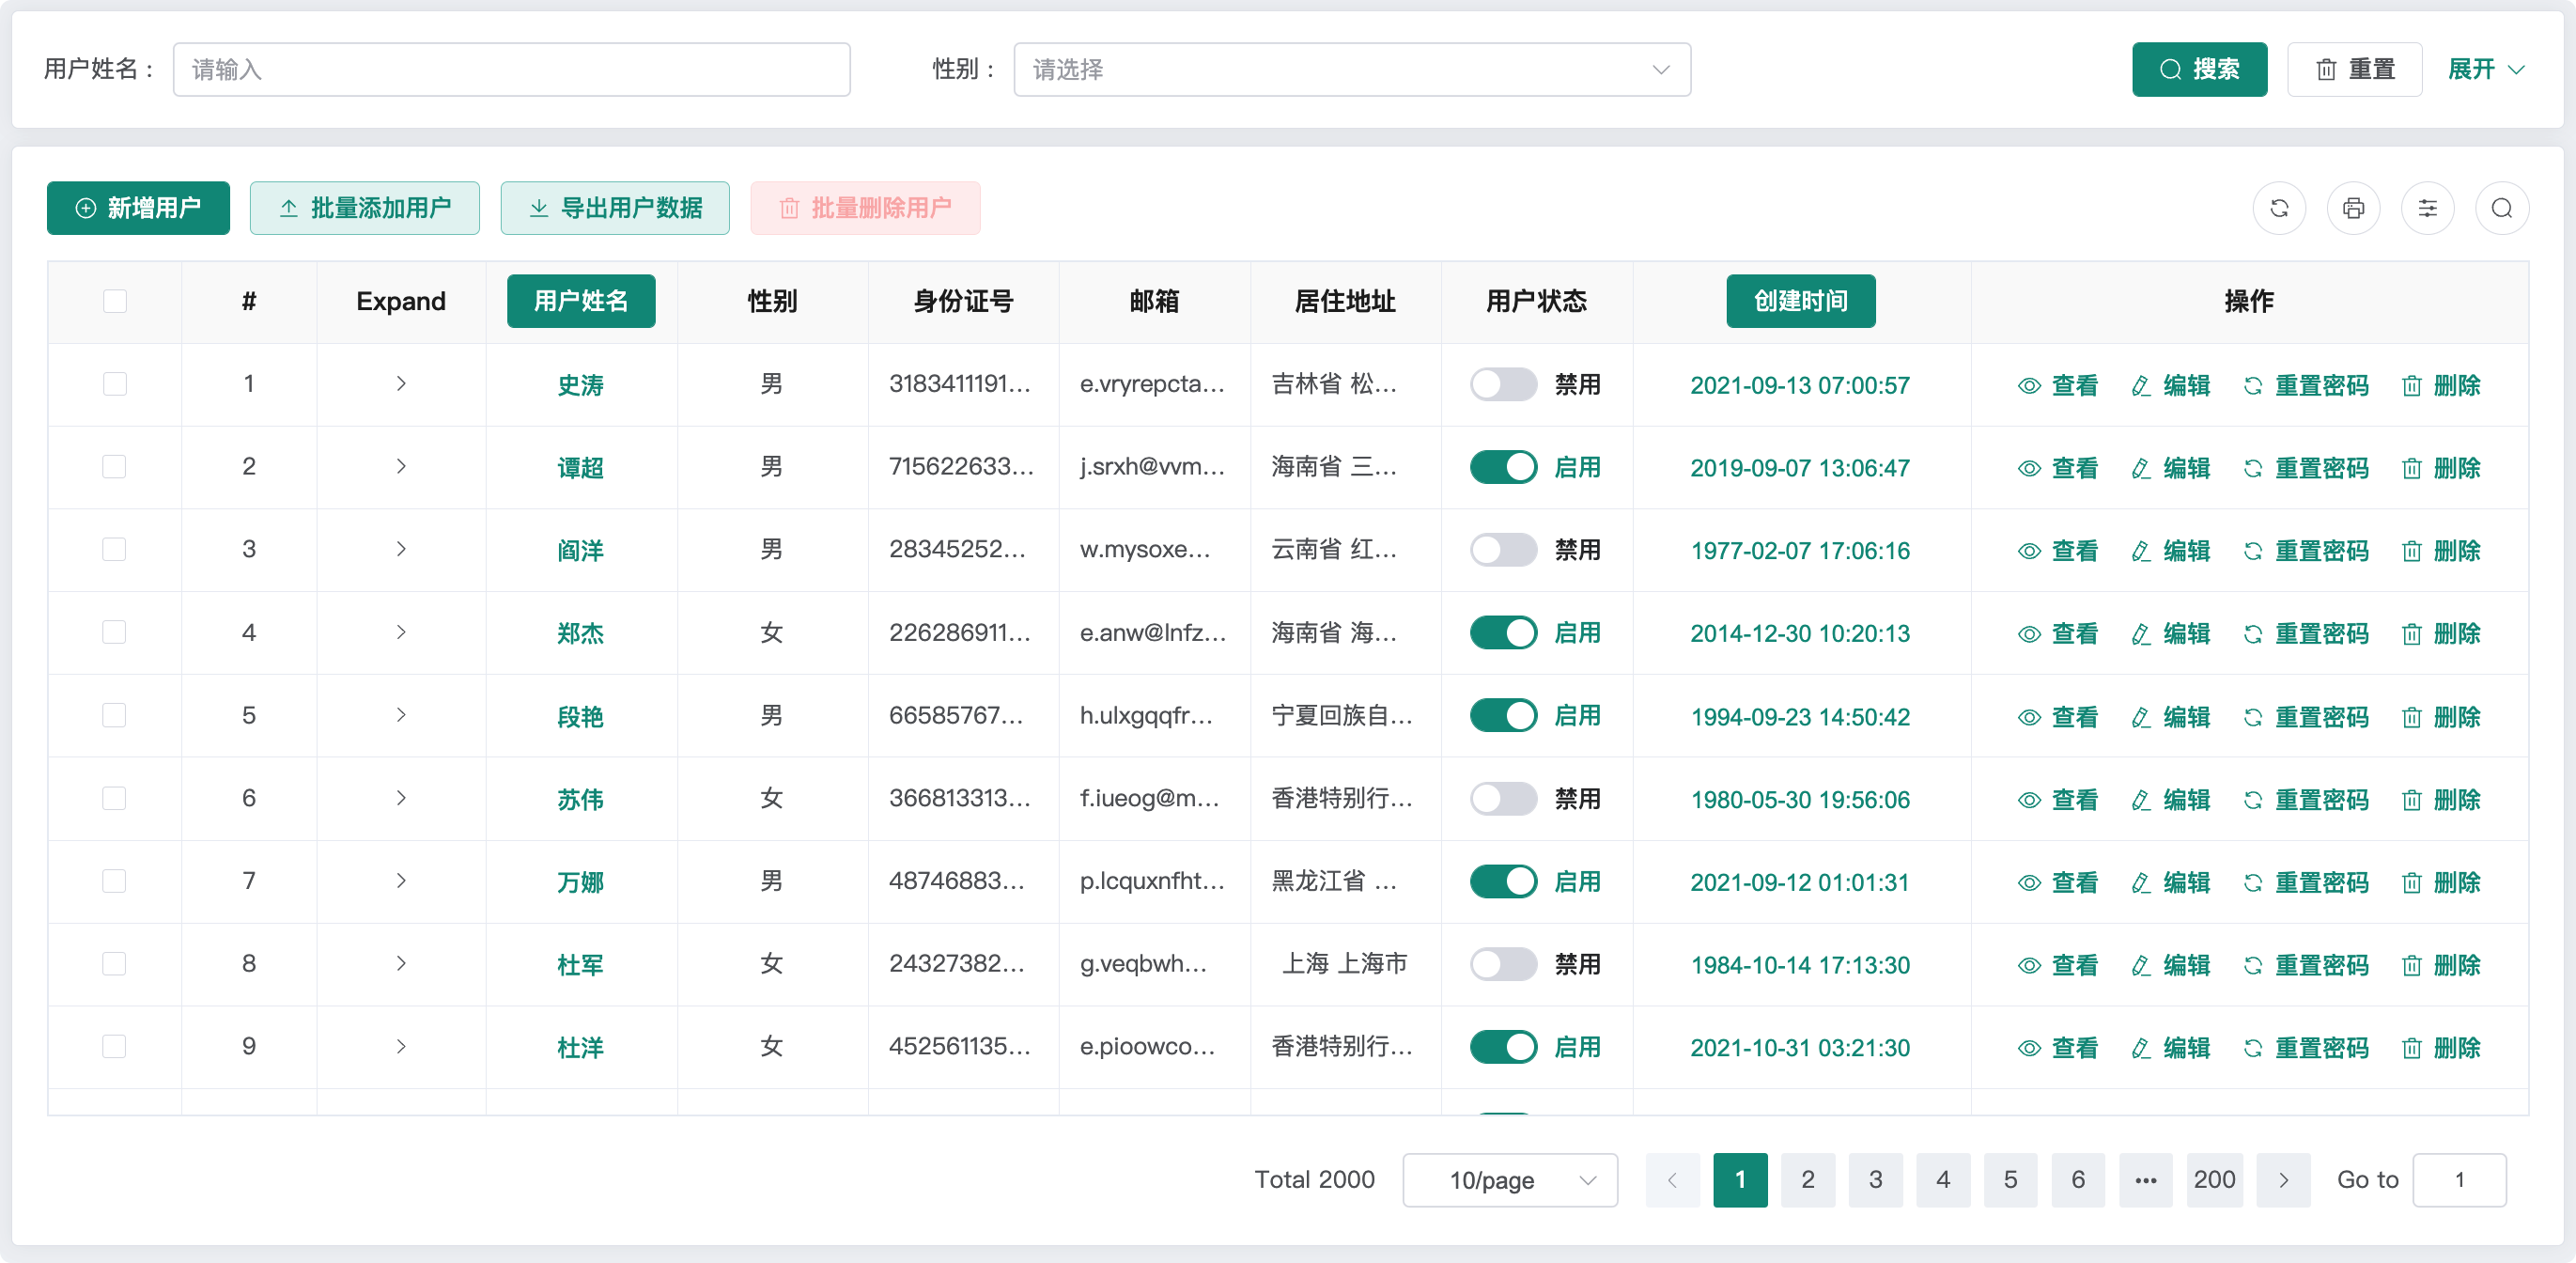 用户姓名 : 请输入 性别 : 请选择 搜索 重置 展开
新增用户 批量添加用户 导出用户数据 批量删除用户
# Expand 用户姓名 性别 身份证号 邮箱 居住地址 用户状态 创建时间 操作
1 史涛 男 3183411191... e.vryrepcta... 吉林省 松... 禁用 2021-09-13 07:00:57 查看 编辑 重置密码 删除
2 谭超 男 715622633... j.srxh@vvm... 海南省 三... 启用 2019-09-07 13:06:47 查看 编辑 重置密码 删除
3 阎洋 男 28345252... w.mysoxe... 云南省 红... 禁用 1977-02-07 17:06:16 查看 编辑 重置密码 删除
4 郑杰 女 226286911... e.anw@lnfz... 海南省 海... 启用 2014-12-30 10:20:13 查看 编辑 重置密码 删除
5 段艳 男 66585767... h.ulxgqqfr... 宁夏回族自... 启用 1994-09-23 14:50:42 查看 编辑 重置密码 删除
6 苏伟 女 366813313... f.iueog@m... 香港特别行... 禁用 1980-05-30 19:56:06 查看 编辑 重置密码 删除
7 万娜 男 48746883... p.lcquxnfht... 黑龙江省 ... 启用 2021-09-12 01:01:31 查看 编辑 重置密码 删除
8 杜军 女 24327382... g.veqbwh... 上海 上海市 禁用 1984-10-14 17:13:30 查看 编辑 重置密码 删除
9 杜洋 女 452561135... e.pioowco... 香港特别行... 启用 2021-10-31 03:21:30 查看 编辑 重置密码 删除
Total 2000 10/page 1 2 3 4 5 6 ••• 200 Go to 1